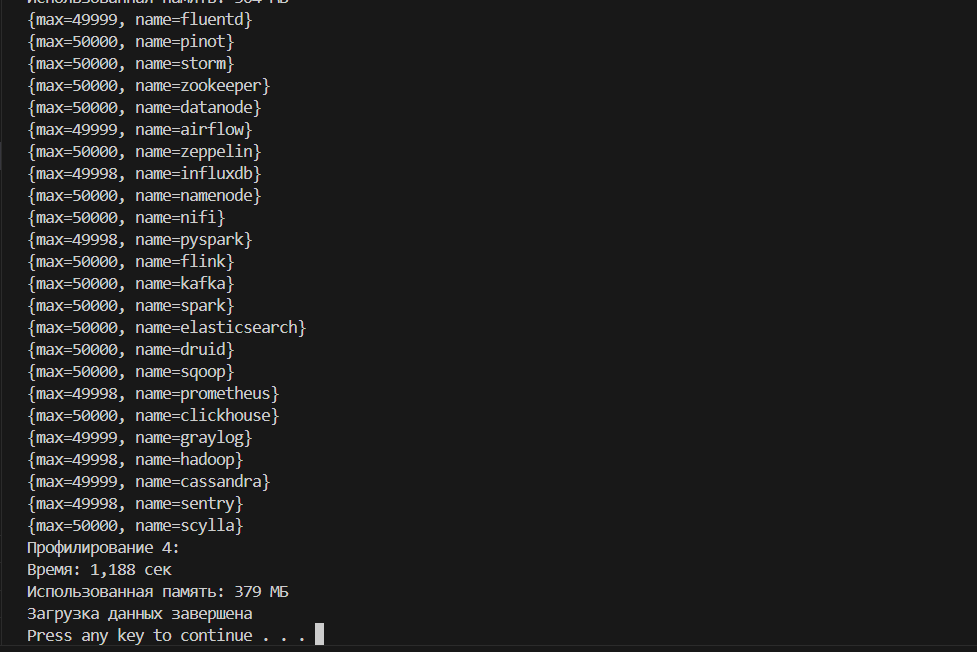 Использованная память: 304 МБ
{max=49999, name=fluentd}
{max=50000, name=pinot}
{max=50000, name=storm}
{max=50000, name=zookeeper}
{max=50000, name=datanode}
{max=49999, name=airflow}
{max=50000, name=zeppelin}
{max=49998, name=influxdb}
{max=50000, name=namenode}
{max=50000, name=nifi}
{max=49998, name=pyspark}
{max=50000, name=flink}
{max=50000, name=kafka}
{max=50000, name=spark}
{max=50000, name=elasticsearch}
{max=50000, name=druid}
{max=50000, name=sqoop}
{max=49998, name=prometheus}
{max=50000, name=clickhouse}
{max=49999, name=graylog}
{max=49998, name=hadoop}
{max=49999, name=cassandra}
{max=49998, name=sentry}
{max=50000, name=scylla}
Профилирование 4:
Время: 1,188 сек
Использованная память: 379 МБ
Загрузка данных завершена
Press any key to continue . . .